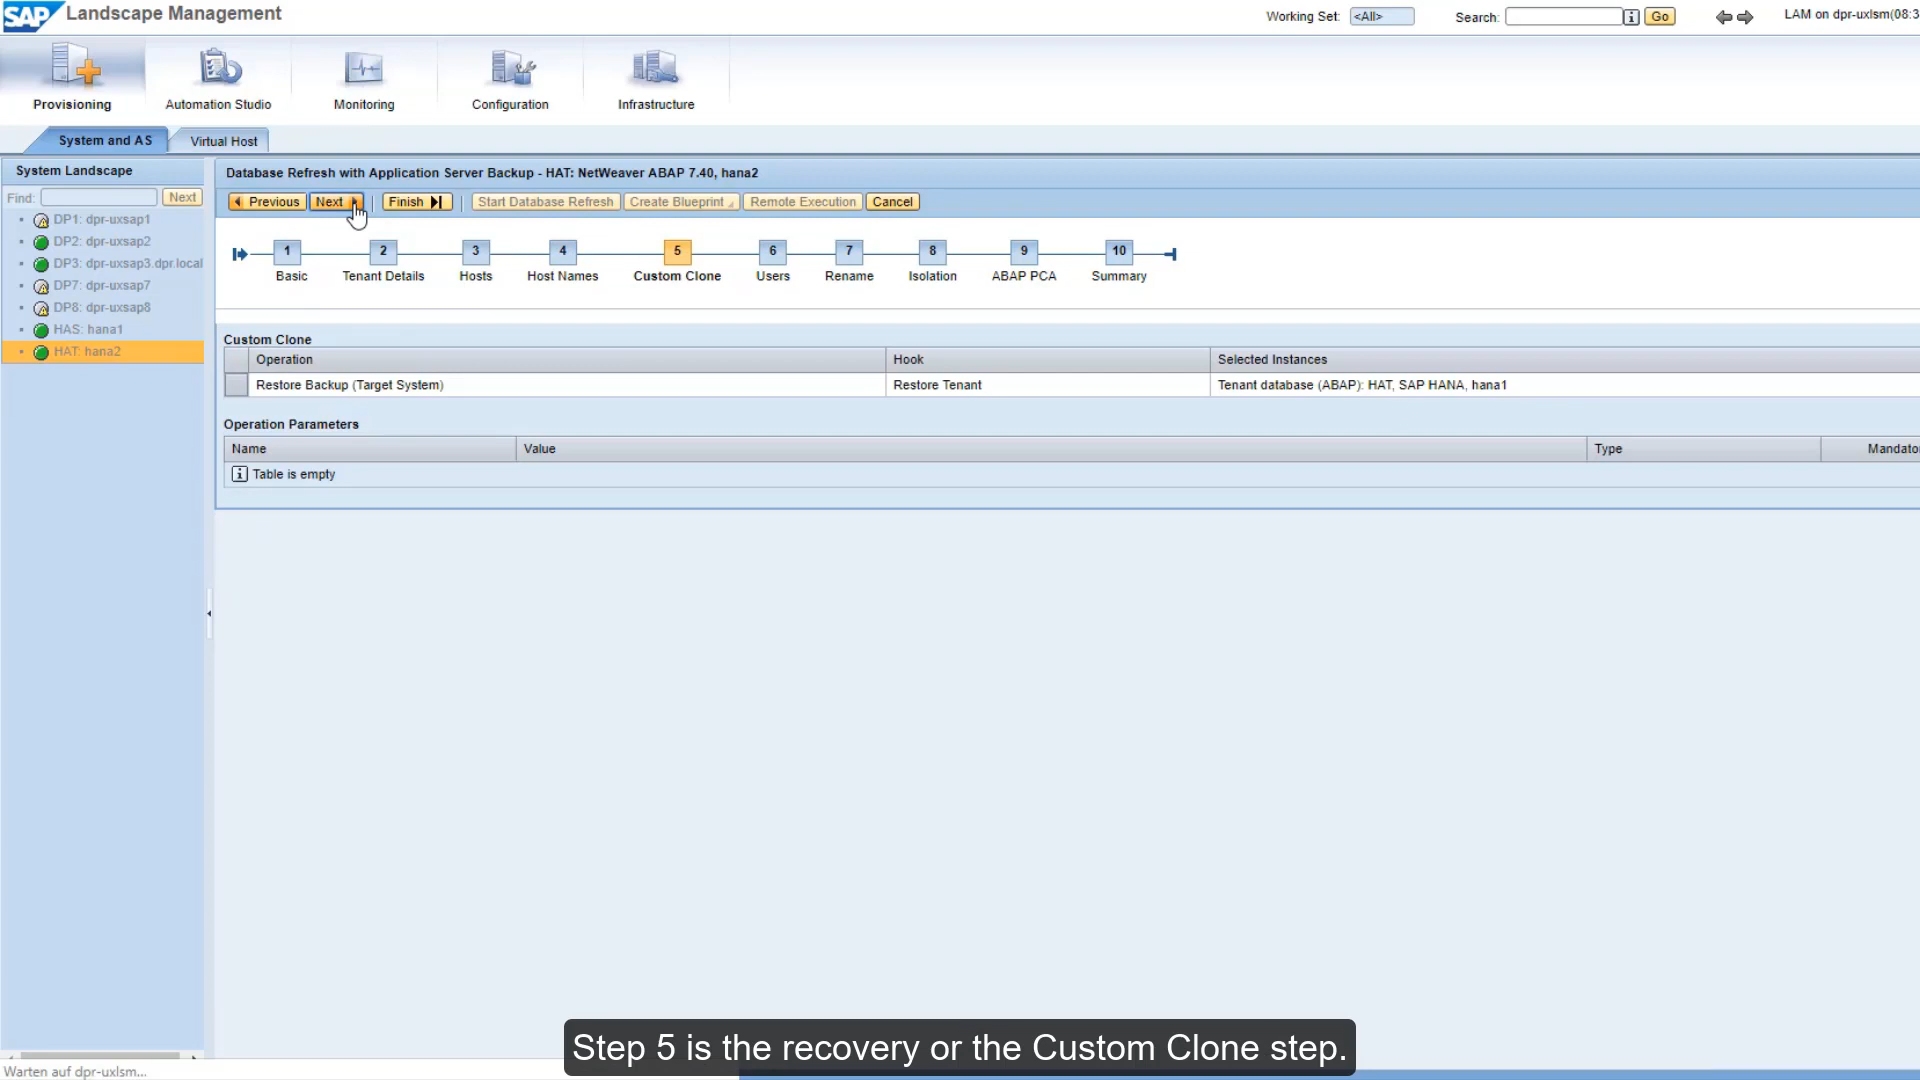 SAP Landscape Management
Working Set: <All> Search: Go LAM on dpr-uxlsm(08:3
Provisioning Automation Studio Monitoring Configuration Infrastructure
System and AS Virtual Host
System Landscape
Find: Next
DP1: dpr-uxsap1
DP2: dpr-uxsap2
DP3: dpr-uxsap3.dpr.local
DP7: dpr-uxsap7
DP8: dpr-uxsap8
HAS: hana1
HAT: hana2
Database Refresh with Application Server Backup - HAT: NetWeaver ABAP 7.40, hana2
Previous Next Finish Start Database Refresh Create Blueprint Remote Execution Cancel
1 2 3 4 5 6 7 8 9 10
Basic Tenant Details Hosts Host Names Custom Clone Users Rename Isolation ABAP PCA Summary
Custom Clone
Operation Hook Selected Instances
Restore Backup (Target System) Restore Tenant Tenant database (ABAP): HAT, SAP HANA, hana1
Operation Parameters
Name Value Type Mandato
Table is empty
Step 5 is the recovery or the Custom Clone step.
Warten auf dpr-uxlsm...